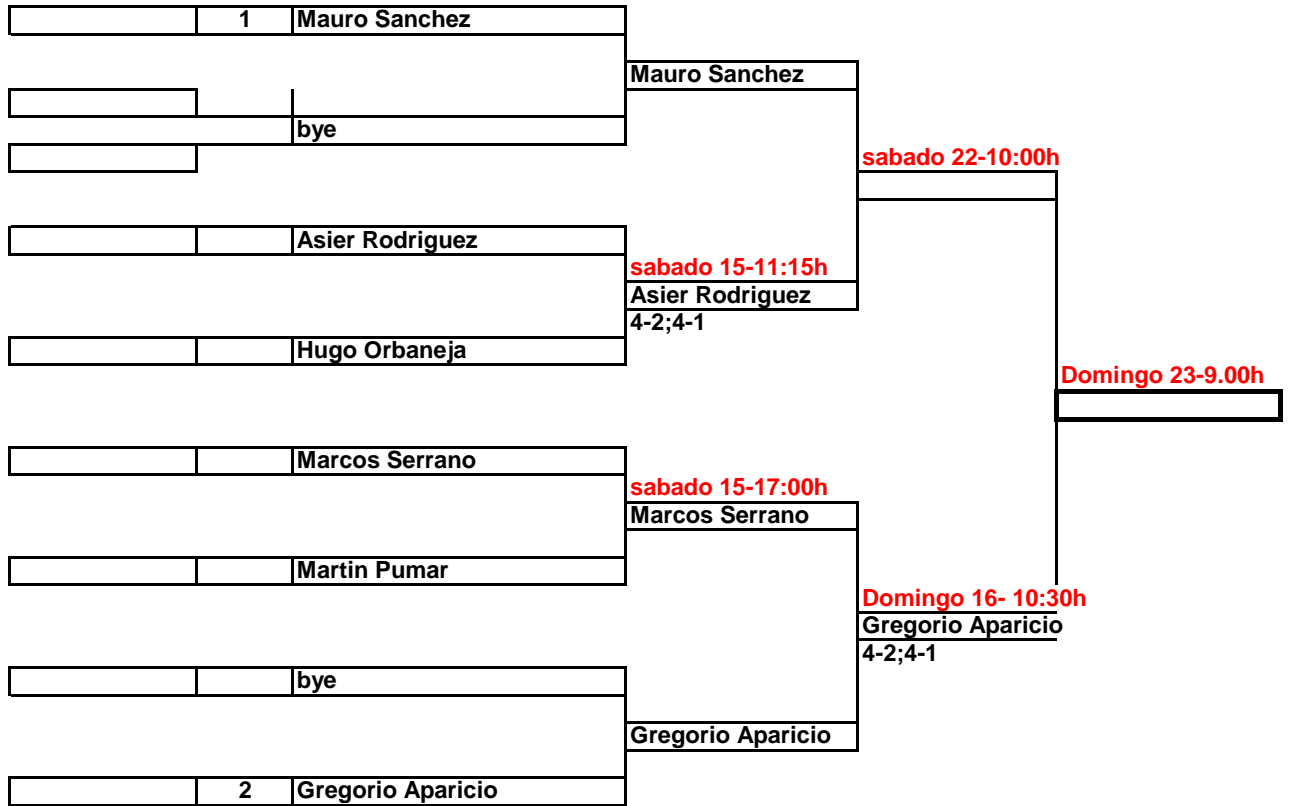 1 Mauro Sanchez
Mauro Sanchez
bye
sabado 22-10:00h
Asier Rodriguez
sabado 15-11:15h
Asier Rodriguez
4-2;4-1
Hugo Orbaneja
Domingo 23-9.00h
Marcos Serrano
sabado 15-17:00h
Marcos Serrano
Martin Pumar
Domingo 16- 10:30h
Gregorio Aparicio
4-2;4-1
bye
Gregorio Aparicio
2 Gregorio Aparicio